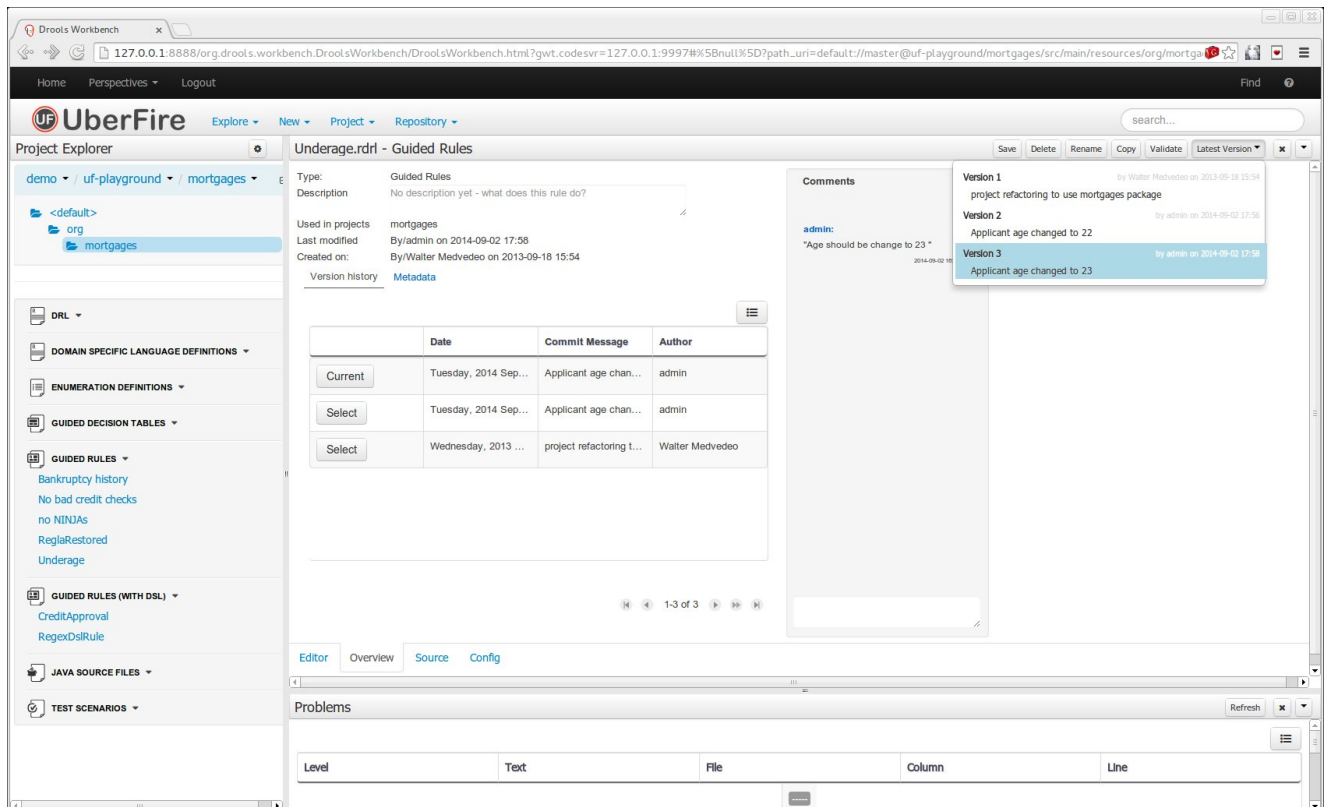 Drools Workbench
127.0.0.1:8888/org.drools.workbench.DroolsWorkbench/DroolsWorkbench.html?gwt.codesvr=127.0.0.1:9997#%5Bnull%5D?path_uri=default://master@uf-playground/mortgages/src/main/resources/org/mortga
Home Perspectives Logout Find
UF UberFire Explore New Project Repository search...
Project Explorer
demo / uf-playground / mortgages
<default>
org
mortgages
DRL
DOMAIN SPECIFIC LANGUAGE DEFINITIONS
ENUMERATION DEFINITIONS
GUIDED DECISION TABLES
GUIDED RULES
Bankruptcy history
No bad credit checks
no NINJAs
ReglaRestored
Underage
GUIDED RULES (WITH DSL)
CreditApproval
RegexDslRule
JAVA SOURCE FILES
TEST SCENARIOS
Underage.rdrl - Guided Rules
Save Delete Rename Copy Validate Latest Version
Type: Guided Rules
Description No description yet - what does this rule do?
Used in projects mortgages
Last modified By/admin on 2014-09-02 17:58
Created on: By/Walter Medvedeo on 2013-09-18 15:54
Version history Metadata
Date Commit Message Author
Current Tuesday, 2014 Sep... Applicant age chan... admin
Select Tuesday, 2014 Sep... Applicant age chan... admin
Select Wednesday, 2013 ... project refactoring t... Walter Medvedeo
1-3 of 3
Comments
admin:
"Age should be change to 23 "
2014-09-02
Version 1 by Walter Medvedeo on 2013-09-18 15:54
project refactoring to use mortgages package
Version 2 by admin on 2014-09-02 17:56
Applicant age changed to 22
Version 3 by admin on 2014-09-02 17:58
Applicant age changed to 23
Editor Overview Source Config
Problems
Refresh
Level Text File Column Line